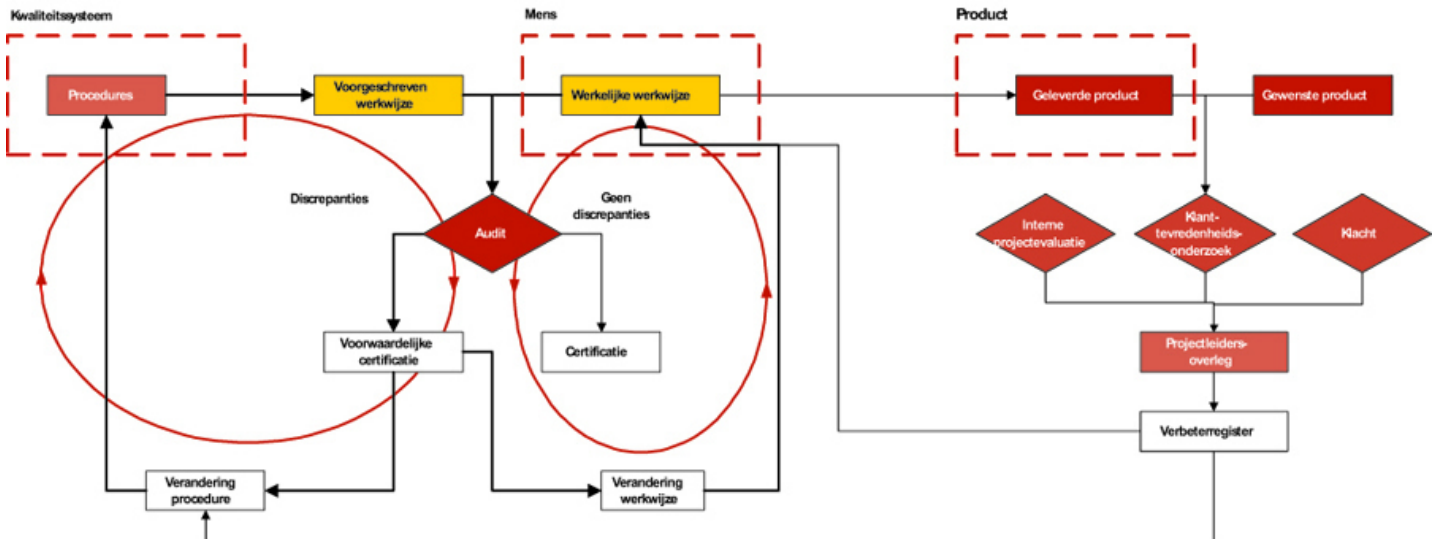 Kwaliteitssysteem
Mens
Product
Procedures
Voorgeschreven
werkwijze
Werkelijke werkwijze
Geleverde product
Gewenste product
Discrepanties
Geen
discrepanties
Audit
Interne
projectevaluatie
Klant-
tevredenheids-
onderzoek
Klacht
Voorwaardelijke
certificatie
Certificatie
Projectleiders-
overleg
Verbeterregister
Verandering
procedure
Verandering
werkwijze